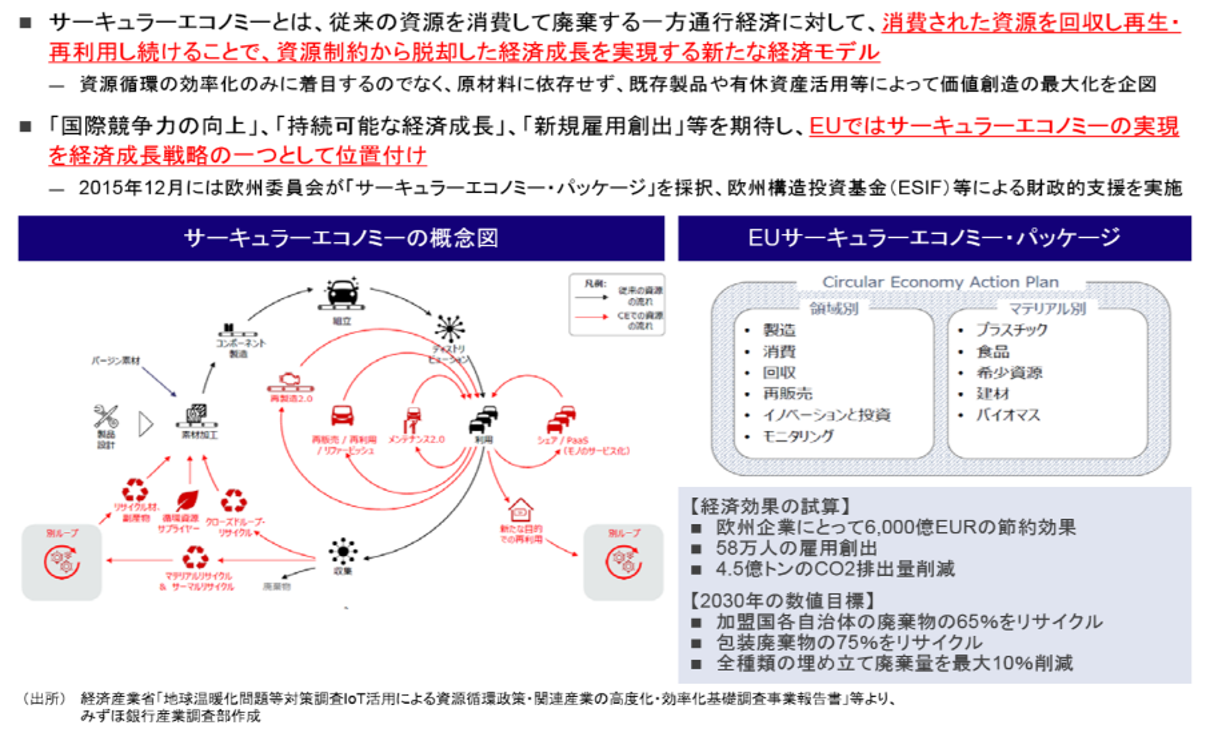 ■ サーキュラーエコノミーとは、従来の資源を消費して廃棄する一方通行経済に対して、消費された資源を回収し再生・
再利用し続けることで、資源制約から脱却した経済成長を実現する新たな経済モデル
― 資源循環の効率化のみに着目するのでなく、原材料に依存せず、既存製品や有休資産活用等によって価値創造の最大化を企図
■ 「国際競争力の向上」、「持続可能な経済成長」、「新規雇用創出」等を期待し、EUではサーキュラーエコノミーの実現
を経済成長戦略の一つとして位置付け
― 2015年12月には欧州委員会が「サーキュラーエコノミー・パッケージ」を採択、欧州構造投資基金(ESIF)等による財政的支援を実施
サーキュラーエコノミーの概念図
凡例:
従来の資源
の流れ
CEでの資源
の流れ
組立
コンポーネント
製造
ディストリ
ビューション
バージン素材
製品
設計
素材加工
再製造2.0
再販売 / 再利用
/ リファービッシュ
メンテナンス2.0
利用
シェア / PaaS
(モノのサービス化)
リサイクル材、
副産物
循環資源
サプライヤー
クローズドループ・
リサイクル
新たな目的
での再利用
別ループ
別ループ
マテリアルリサイクル
& サーマルリサイクル
廃棄物
収集
EUサーキュラーエコノミー・パッケージ
Circular Economy Action Plan
領域別
• 製造
• 消費
• 回収
• 再販売
• イノベーションと投資
• モニタリング
マテリアル別
• プラスチック
• 食品
• 希少資源
• 建材
• バイオマス
【経済効果の試算】
■ 欧州企業にとって6,000億EURの節約効果
■ 58万人の雇用創出
■ 4.5億トンのCO2排出量削減
【2030年の数値目標】
■ 加盟国各自治体の廃棄物の65%をリサイクル
■ 包装廃棄物の75%をリサイクル
■ 全種類の埋め立て廃棄量を最大10%削減
(出所) 経済産業省「地球温暖化問題等対策調査IoT活用による資源循環政策・関連産業の高度化・効率化基礎調査事業報告書」等より、
みずほ銀行産業調査部作成